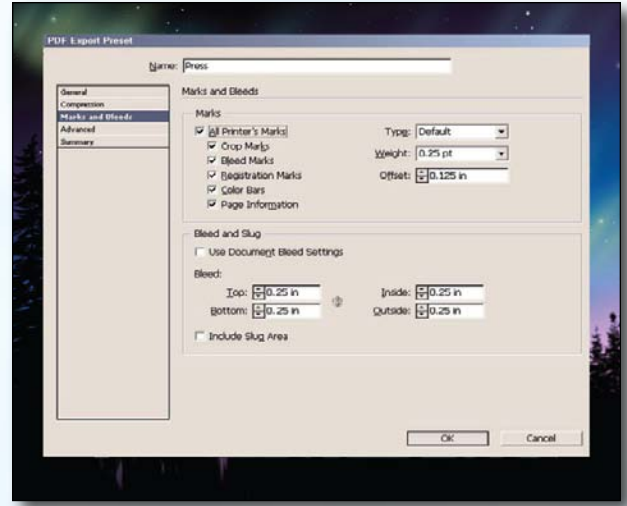 PDF Export Preset
Name: Press
General
Compression
Marks and Bleeds
Advanced
Summary
Marks and Bleeds
Marks
All Printer's Marks
Crop Marks
Bleed Marks
Registration Marks
Color Bars
Page Information
Type: Default
Weight: 0.25 pt
Offset: 0.125 in
Bleed and Slug
Use Document Bleed Settings
Bleed:
Top: 0.25 in
Bottom: 0.25 in
Inside: 0.25 in
Outside: 0.25 in
Include Slug Area
OK Cancel